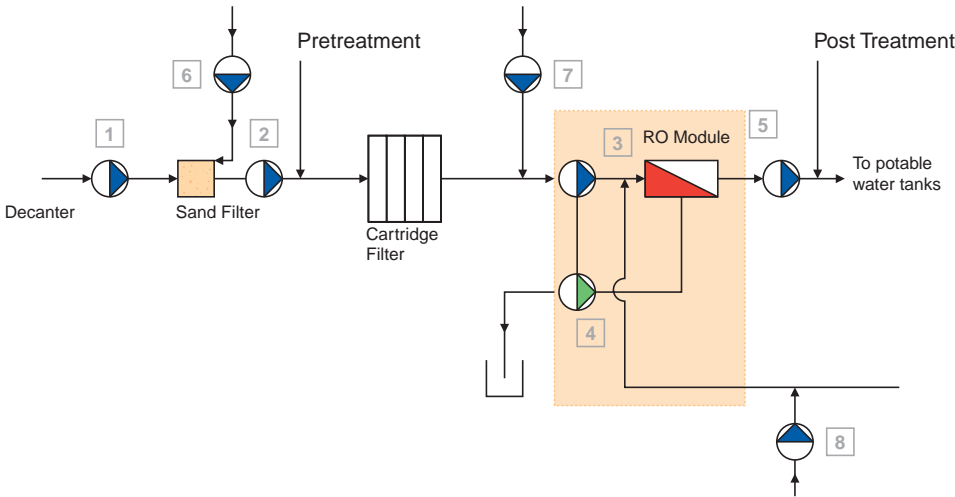 Pretreatment
Post Treatment
6
7
1
2
3
RO Module
5
To potable
water tanks
Decanter
Sand Filter
Cartridge
Filter
4
8